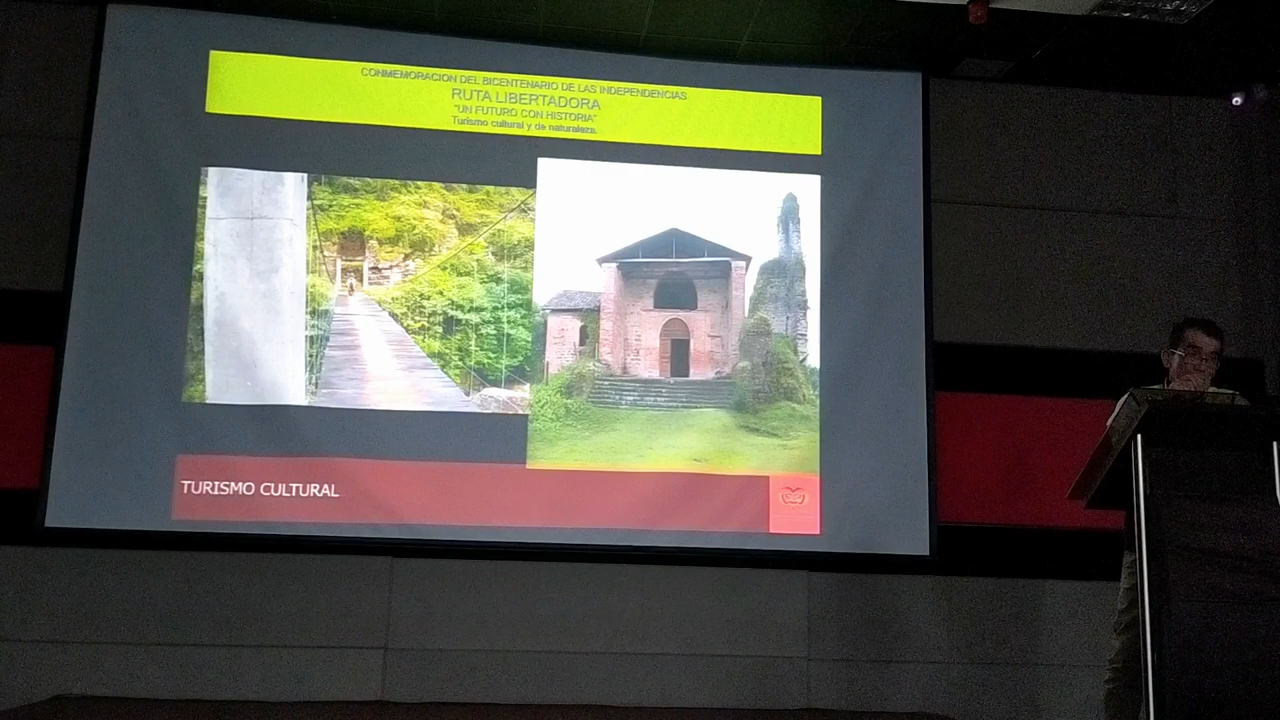 CONMEMORACION DEL BICENTENARIO DE LAS INDEPENDENCIAS
RUTA LIBERTADORA
"UN FUTURO CON HISTORIA"
Turismo cultural y de naturaleza.
TURISMO CULTURAL